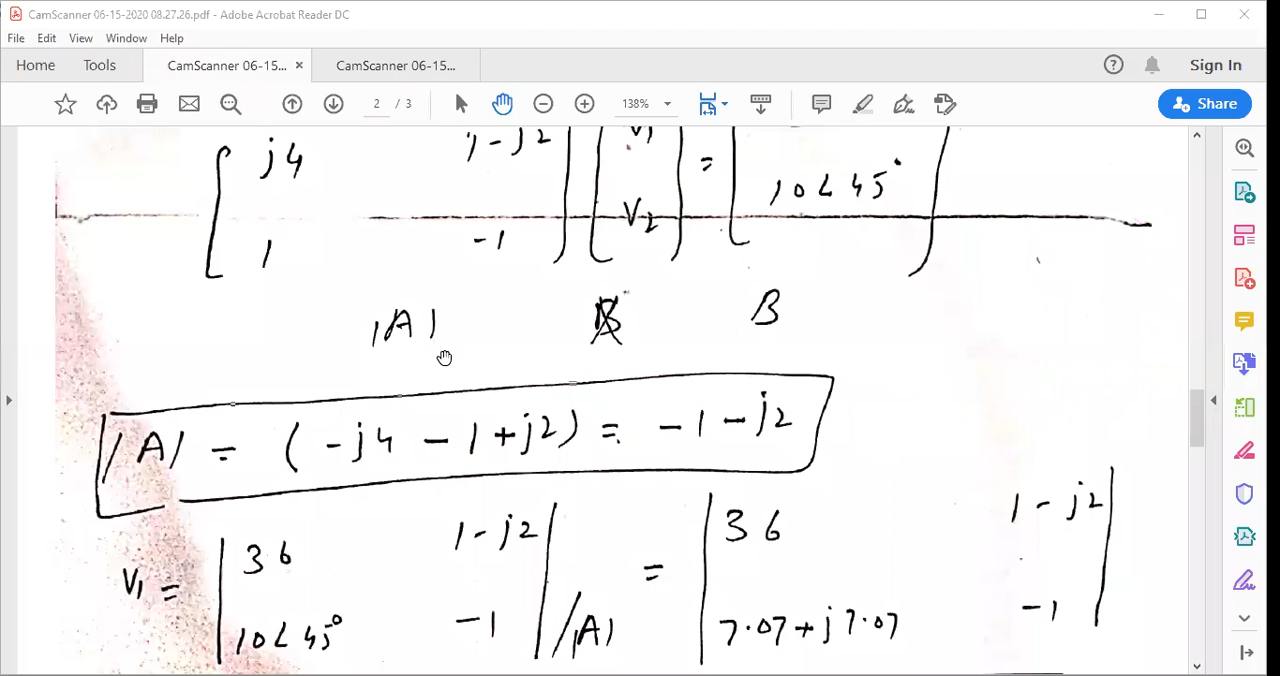 CamScanner 06-15-2020 08.27.26.pdf - Adobe Acrobat Reader DC
File Edit View Window Help
Home Tools CamScanner 06-15... × CamScanner 06-15... Sign In
2 / 3 138% Share
j4 1-j2 V1 =
10∠45°
V2
1 -1
|A| B
|A| = (-j4 - 1 + j2) = -1 - j2
V1 = | 36 1-j2 | = | 36 1-j2 |
| 10∠45° -1 | /|A| | 7.07+j7.07 -1 |